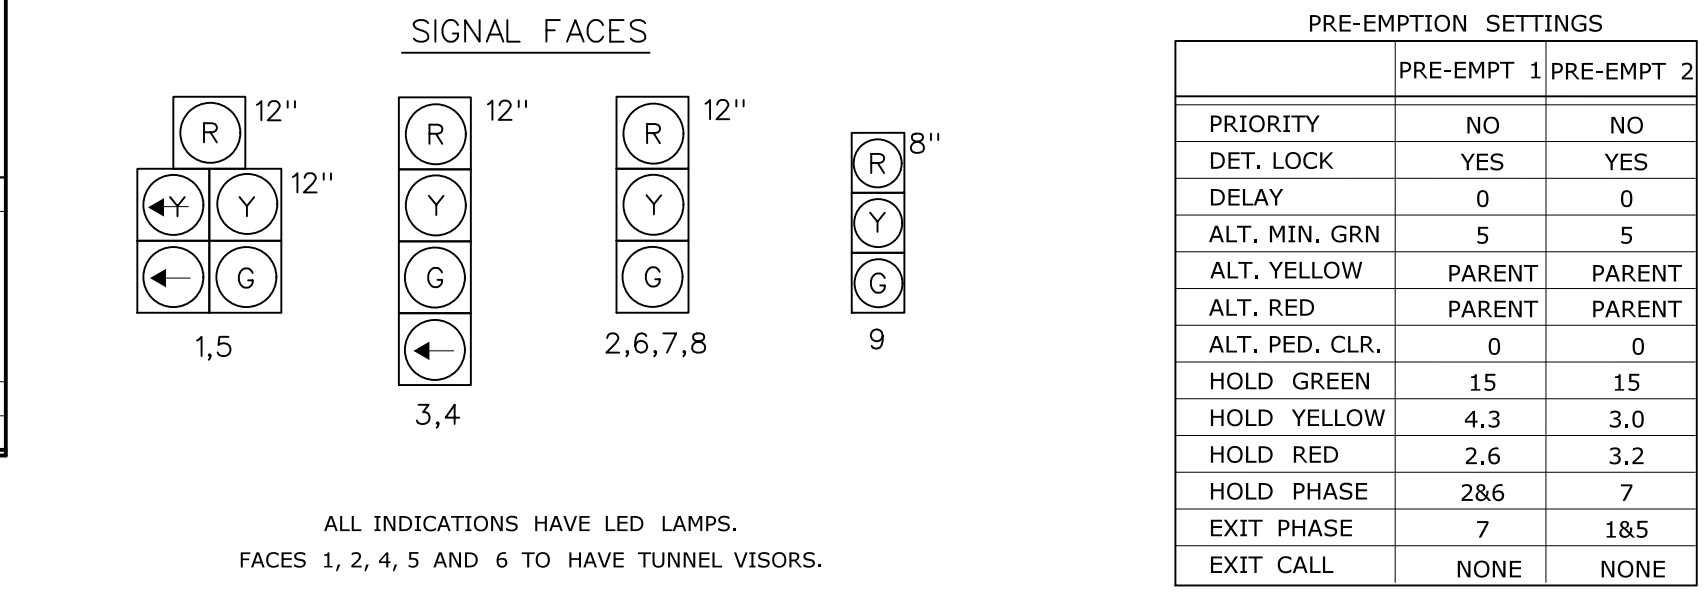 SIGNAL FACES
R 12"
Y Y 12"
G
1,5
R 12"
Y
G
3,4
R 12"
Y
G
2,6,7,8
R 8"
Y
G
9
ALL INDICATIONS HAVE LED LAMPS.
FACES 1, 2, 4, 5 AND 6 TO HAVE TUNNEL VISORS.
PRE-EMPTION SETTINGS
PRE-EMPT 1 PRE-EMPT 2
PRIORITY NO NO
DET. LOCK YES YES
DELAY 0 0
ALT. MIN. GRN 5 5
ALT. YELLOW PARENT PARENT
ALT. RED PARENT PARENT
ALT. PED. CLR. 0 0
HOLD GREEN 15 15
HOLD YELLOW 4.3 3.0
HOLD RED 2.6 3.2
HOLD PHASE 2&6 7
EXIT PHASE 7 1&5
EXIT CALL NONE NONE